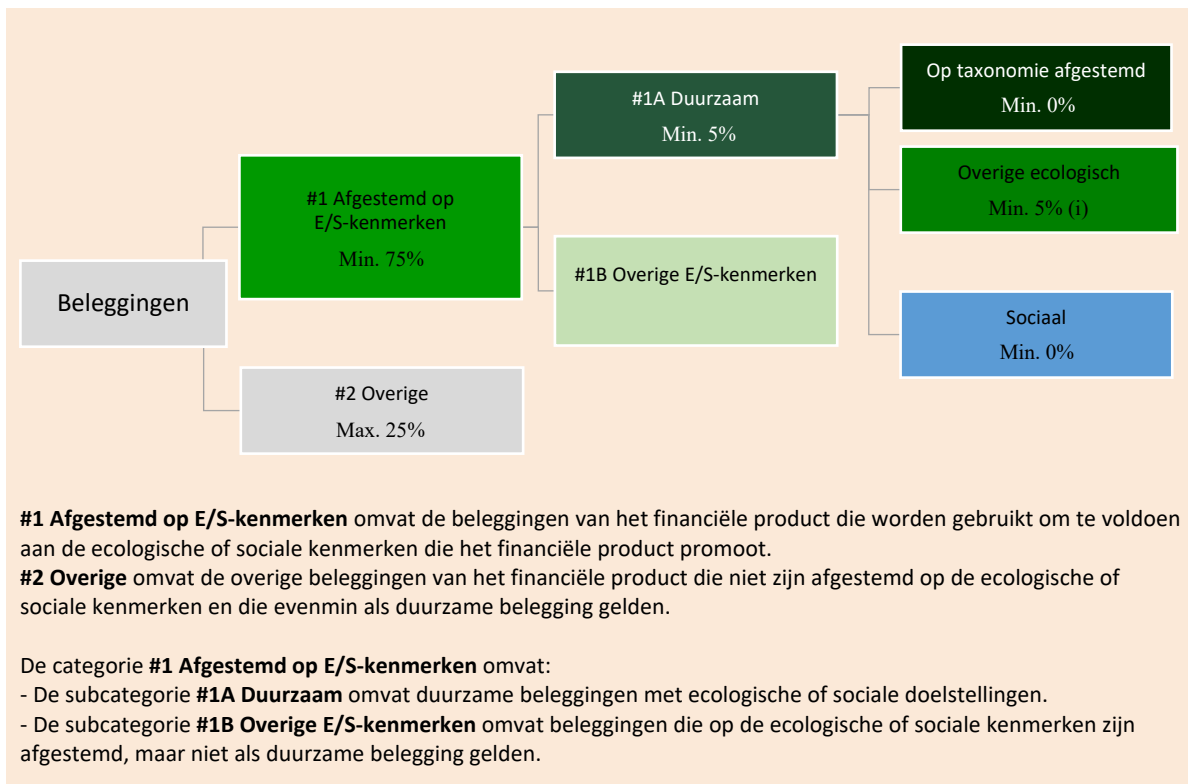 Beleggingen
#1 Afgestemd op
E/S-kenmerken
Min. 75%
#2 Overige
Max. 25%
#1A Duurzaam
Min. 5%
#1B Overige E/S-kenmerken
Op taxonomie afgestemd
Min. 0%
Overige ecologisch
Min. 5% (i)
Sociaal
Min. 0%
#1 Afgestemd op E/S-kenmerken omvat de beleggingen van het financiële product die worden gebruikt om te voldoen
aan de ecologische of sociale kenmerken die het financiële product promoot.
#2 Overige omvat de overige beleggingen van het financiële product die niet zijn afgestemd op de ecologische of
sociale kenmerken en die evenmin als duurzame belegging gelden.
De categorie #1 Afgestemd op E/S-kenmerken omvat:
- De subcategorie #1A Duurzaam omvat duurzame beleggingen met ecologische of sociale doelstellingen.
- De subcategorie #1B Overige E/S-kenmerken omvat beleggingen die op de ecologische of sociale kenmerken zijn
afgestemd, maar niet als duurzame belegging gelden.